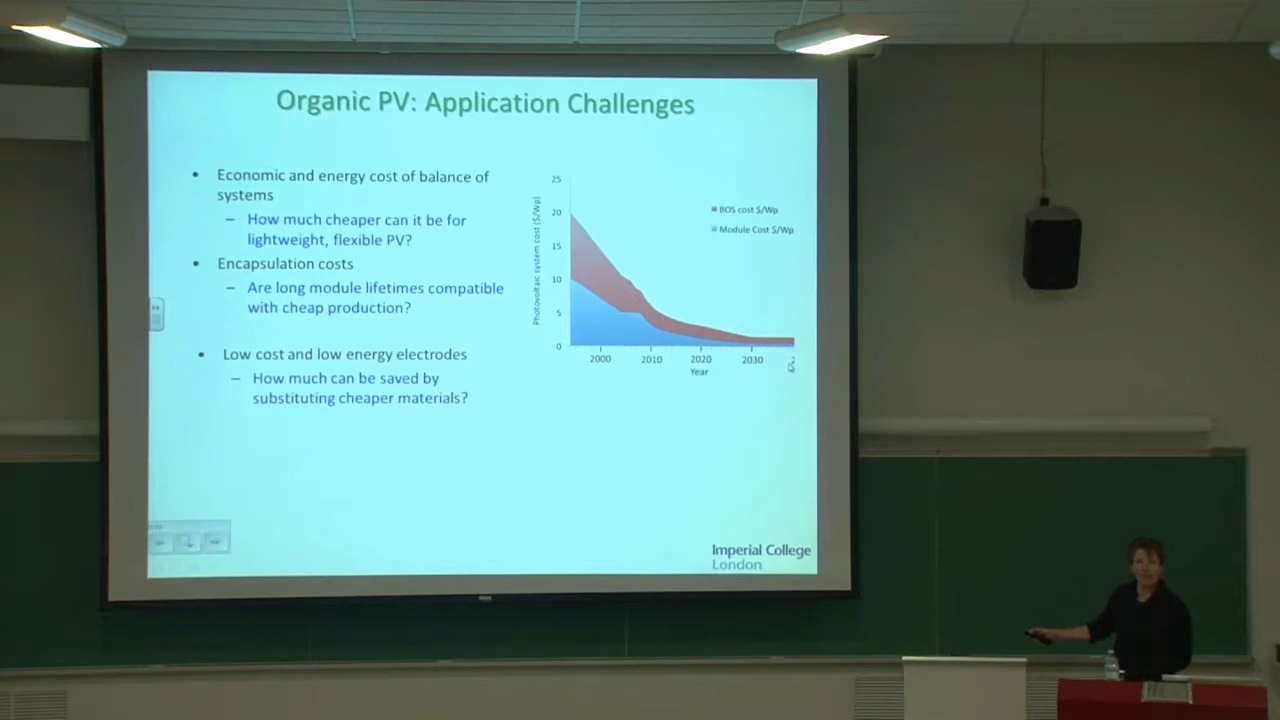 Organic PV: Application Challenges
• Economic and energy cost of balance of
systems
– How much cheaper can it be for
lightweight, flexible PV?
• Encapsulation costs
– Are long module lifetimes compatible
with cheap production?
• Low cost and low energy electrodes
– How much can be saved by
substituting cheaper materials?
Photovoltaic system cost ($/Wp)
25
20
15
10
5
0
BOS cost $/Wp
Module Cost $/Wp
2000 2010 2020 2030
Year
Imperial College
London